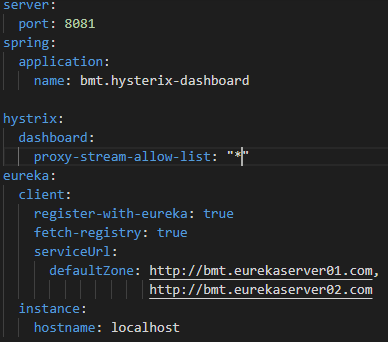 server:
  port: 8081
spring:
  application:
    name: bmt.hysterix-dashboard

hystrix:
  dashboard:
    proxy-stream-allow-list: "*"
eureka:
  client:
    register-with-eureka: true
    fetch-registry: true
    serviceUrl:
      defaultZone: http://bmt.eurekaserver01.com,
                   http://bmt.eurekaserver02.com
  instance:
    hostname: localhost